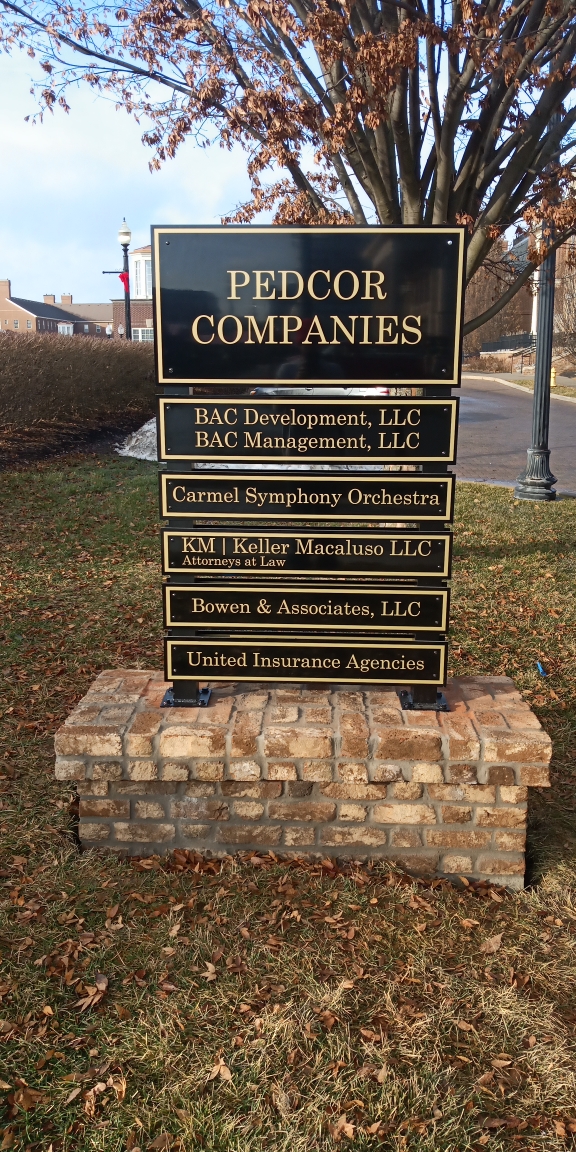 PEDCOR
COMPANIES
BAC Development, LLC
BAC Management, LLC
Carmel Symphony Orchestra
KM | Keller Macaluso LLC
Attorneys at Law
Bowen & Associates, LLC
United Insurance Agencies